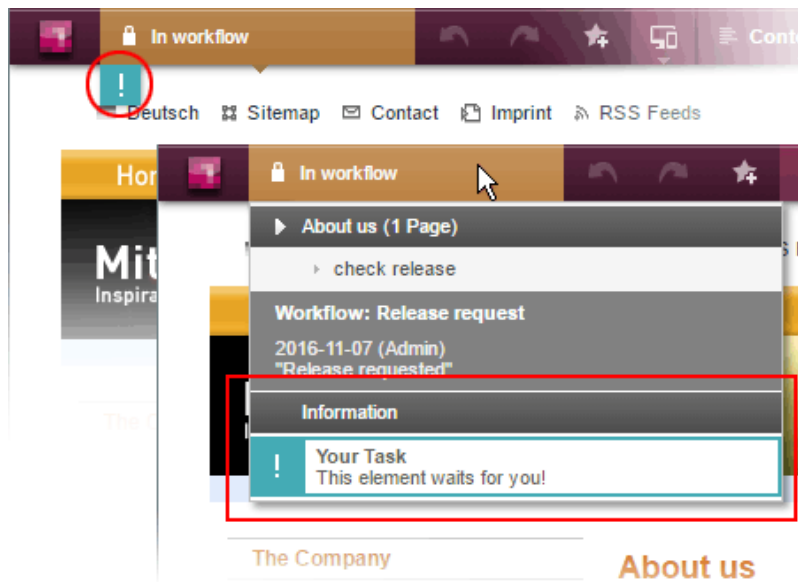 In workflow
Conte
!
Deutsch Sitemap Contact Imprint RSS Feeds
Hor
In workflow
Mit
Inspira
About us (1 Page)
check release
Workflow: Release request
2016-11-07 (Admin)
"Release requested"
Information
! Your Task
This element waits for you!
The Company
About us